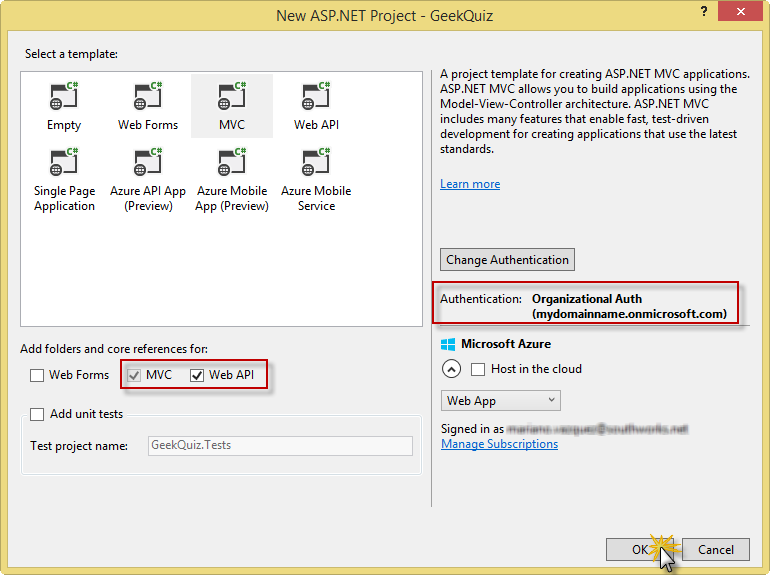 New ASP.NET Project - GeekQuiz
?
Select a template:
C#
C#
C#
C#
Empty
Web Forms
MVC
Web API
C#
C#
C#
C#
Single Page
Application
Azure API App
(Preview)
Azure Mobile
App (Preview)
Azure Mobile
Service
Add folders and core references for:
Web Forms
MVC
Web API
Add unit tests
Test project name:
GeekQuiz.Tests
A project template for creating ASP.NET MVC applications.
ASP.NET MVC allows you to build applications using the
Model-View-Controller architecture. ASP.NET MVC
includes many features that enable fast, test-driven
development for creating applications that use the latest
standards.
Learn more
Change Authentication
Authentication: Organizational Auth
(mydomainname.onmicrosoft.com)
Microsoft Azure
Host in the cloud
Web App
Signed in as
Manage Subscriptions
OK
Cancel